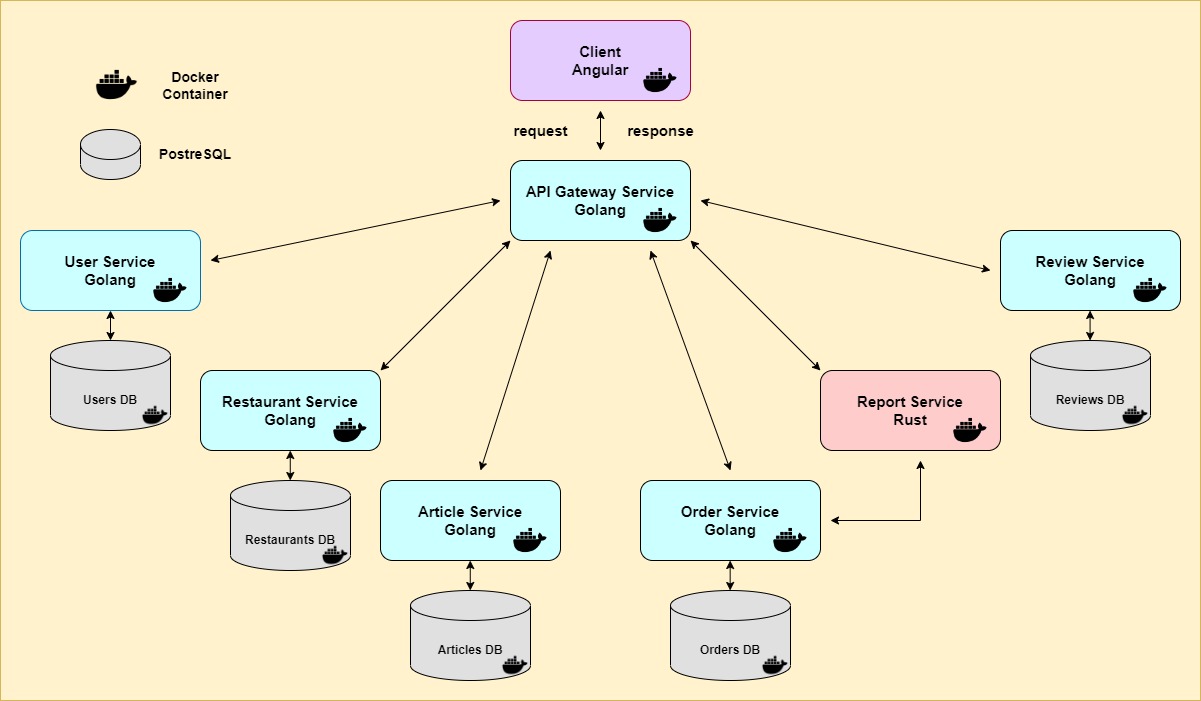 Client
Angular
Docker
Container
request
response
PostreSQL
API Gateway Service
Golang
User Service
Golang
Review Service
Golang
Users DB
Reviews DB
Restaurant Service
Golang
Report Service
Rust
Restaurants DB
Article Service
Golang
Order Service
Golang
Articles DB
Orders DB